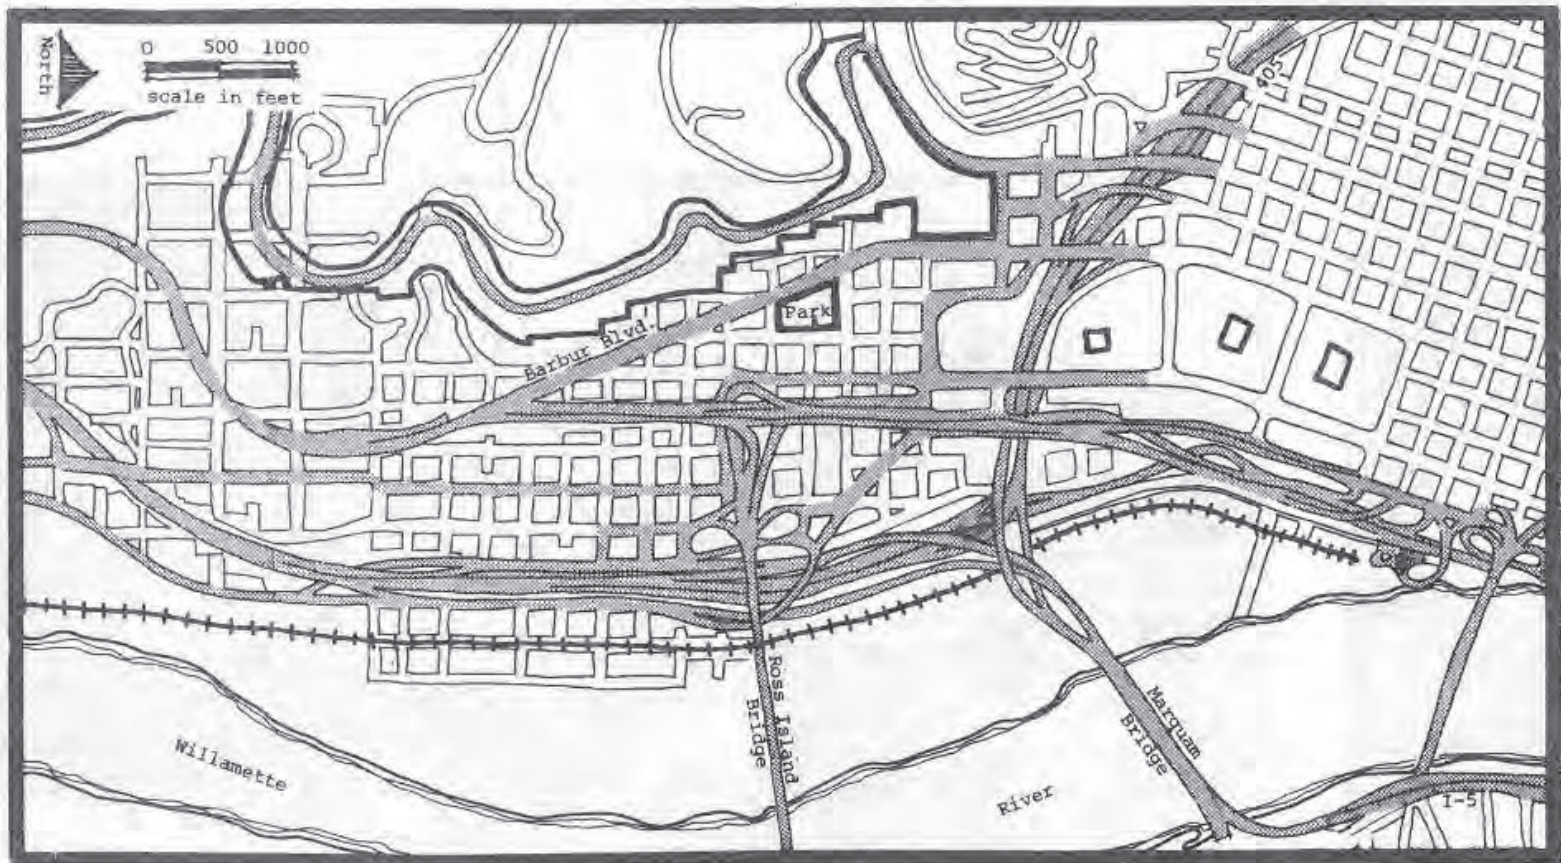 North
0 500 1000
scale in feet
405
Park
Barbur Blvd.
Ross Island
Bridge
Marquam
Bridge
Willamette
River
I-5